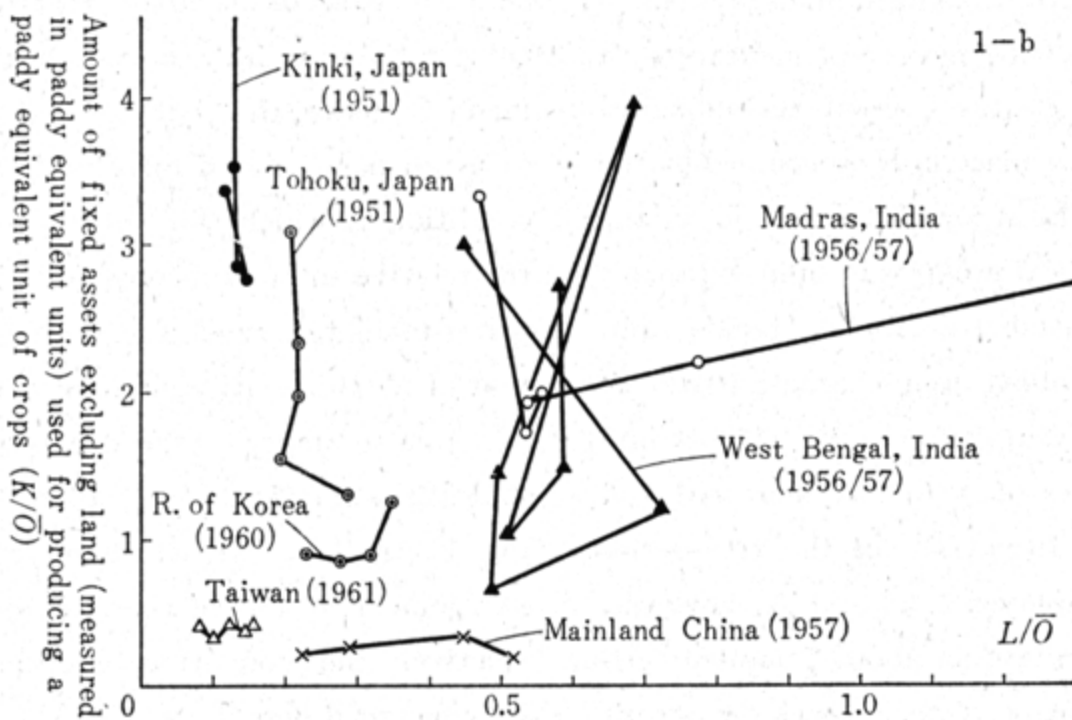 1-b
Amount of fixed assets excluding land (measured
in paddy equivalent units) used for producing a
paddy equivalent unit of crops (K/Ō)
Kinki, Japan
(1951)
4
Tohoku, Japan
(1951)
Madras, India
(1956/57)
3
2
West Bengal, India
(1956/57)
R. of Korea
(1960)
1
Taiwan (1961)
Mainland China (1957)
L/Ō
0
0.5
1.0